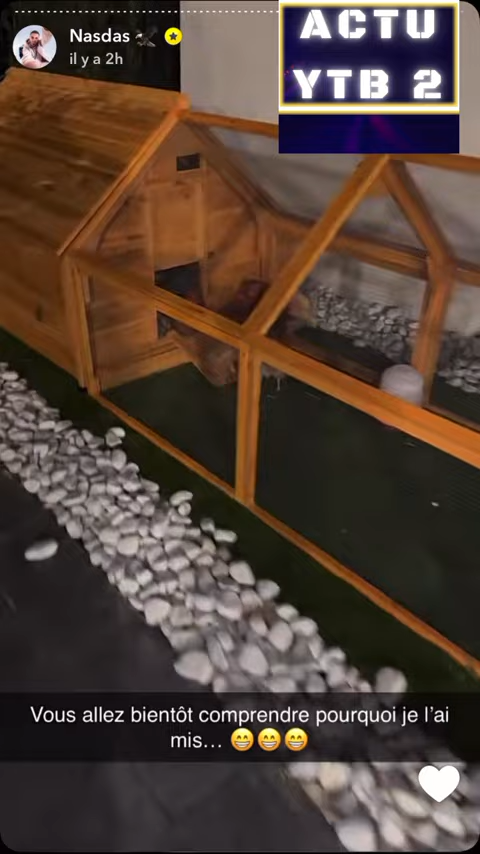 Nasdas
il y a 2h
ACTU
YTB 2
Vous allez bientôt comprendre pourquoi je l'ai
mis... 😁😁😁